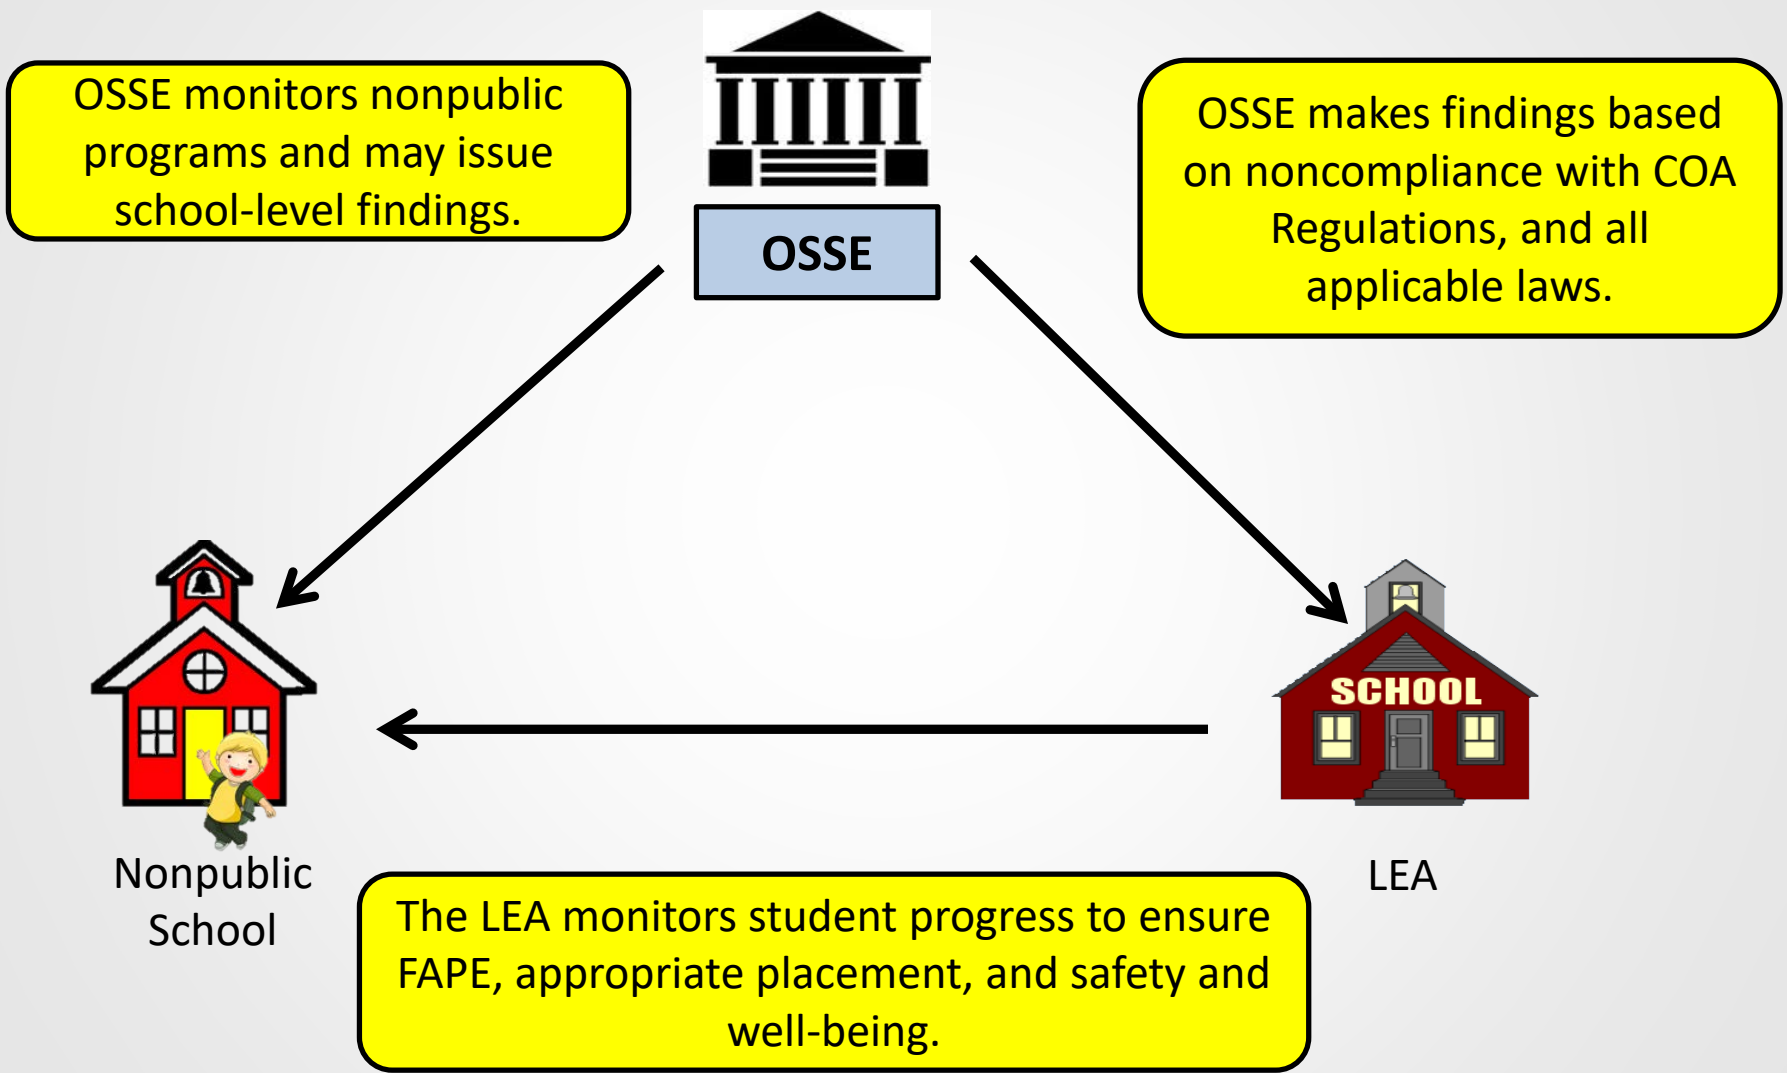 OSSE monitors nonpublic
programs and may issue
school-level findings.
OSSE
OSSE makes findings based
on noncompliance with COA
Regulations, and all
applicable laws.
SCHOOL
Nonpublic
School
LEA
The LEA monitors student progress to ensure
FAPE, appropriate placement, and safety and
well-being.